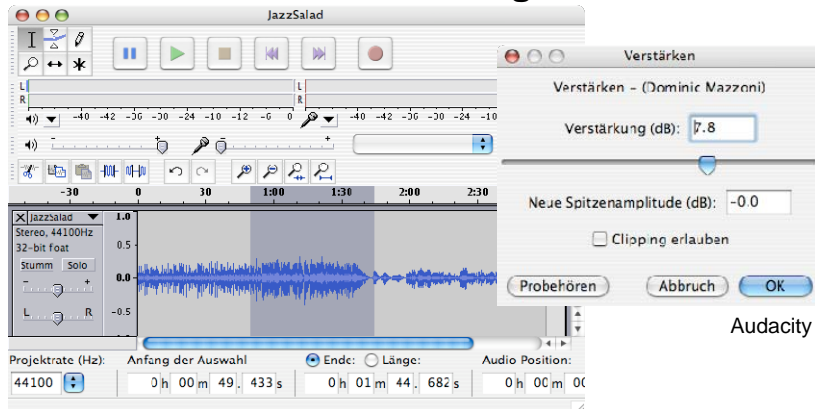 JazzSalad
L
R
-40 -42 -36 -30 -24 -18 -12 -6 0
L
R
-40 -42 -36 -30 -24 -18
- +
- +
-30 0 30 1:00 1:30 2:00 2:30
X JazzSalad
Stereo, 44100Hz
32-bit foat
Stumm Solo
- +
L R
1.0
0.5
0.0
-0.5
Projektrate (Hz): Anfang der Auswahl Ende: Länge: Audio Position:
44100 0 h 00 m 49. 433 s 0 h 01 m 44. 682 s 0 h 00 m 00
Verstärken
Verstärken – (Dominic Mazzoni)
Verstärkung (dB): 7.8
Neue Spitzenamplitude (dB): -0.0
Clipping erlauben
Probehören Abbruch OK
Audacity